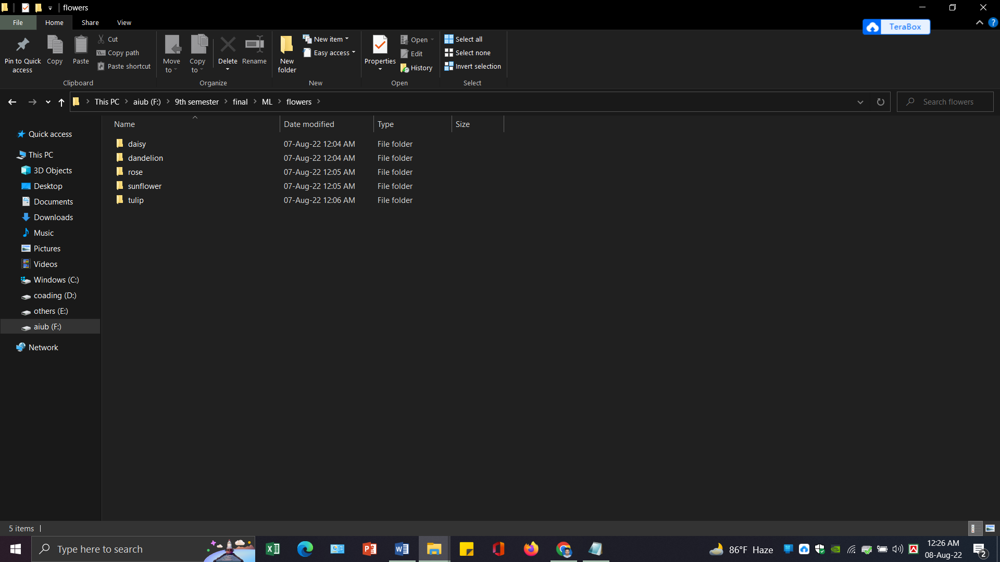 flowers
File Home Share View
TeraBox
Pin to Quick access
Copy
Paste
Cut
Copy path
Paste shortcut
Clipboard
Move to
Copy to
Delete
Rename
Organize
New folder
New item
Easy access
New
Properties
Open
Edit
History
Open
Select all
Select none
Invert selection
Select
This PC > aiub (F:) > 9th semester > final > ML > flowers >
Search flowers
Name Date modified Type Size
daisy 07-Aug-22 12:04 AM File folder
dandelion 07-Aug-22 12:04 AM File folder
rose 07-Aug-22 12:05 AM File folder
sunflower 07-Aug-22 12:05 AM File folder
tulip 07-Aug-22 12:06 AM File folder
Quick access
This PC
3D Objects
Desktop
Documents
Downloads
Music
Pictures
Videos
Windows (C:)
coading (D:)
others (E:)
aiub (F:)
Network
5 items
Type here to search
86°F Haze
12:26 AM
08-Aug-22
2